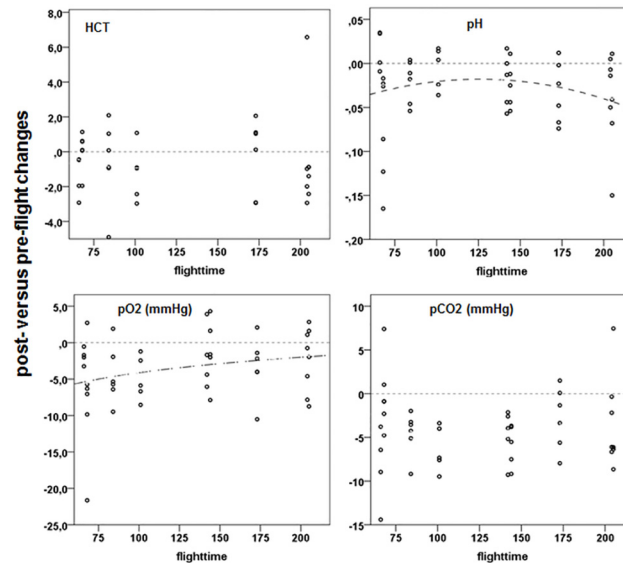 post- versus pre-flight changes
HCT
8,0
6,0
4,0
2,0
,0
-2,0
-4,0
75 100 125 150 175 200
flighttime
pH
,05
,00
-,05
-,10
-,15
-,20
75 100 125 150 175 200
flighttime
pO2 (mmHg)
5,0
,0
-5,0
-10,0
-15,0
-20,0
-25,0
75 100 125 150 175 200
flighttime
pCO2 (mmHg)
10
5
0
-5
-10
-15
75 100 125 150 175 200
flighttime